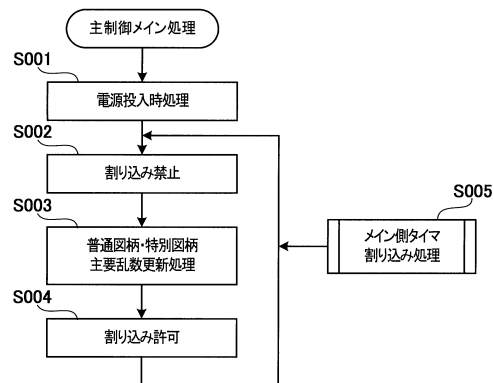 主制御メイン処理
S001
電源投入時処理
S002
割り込み禁止
S003
普通図柄・特別図柄
主要乱数更新処理
S004
割り込み許可
S005
メイン側タイマ
割り込み処理